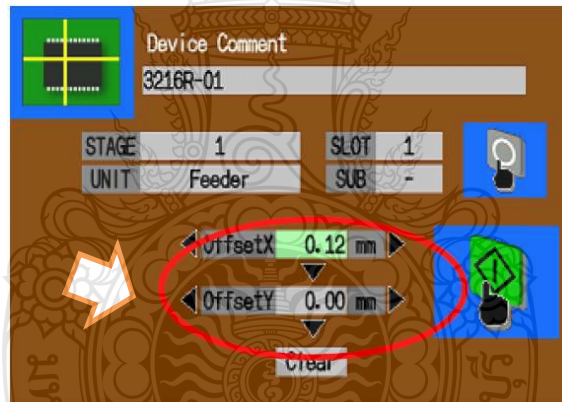 Device Comment
3216R-01
STAGE 1 SLOT 1
UNIT Feeder SUB -
OffsetX 0.12 mm
OffsetY 0.00 mm
Clear